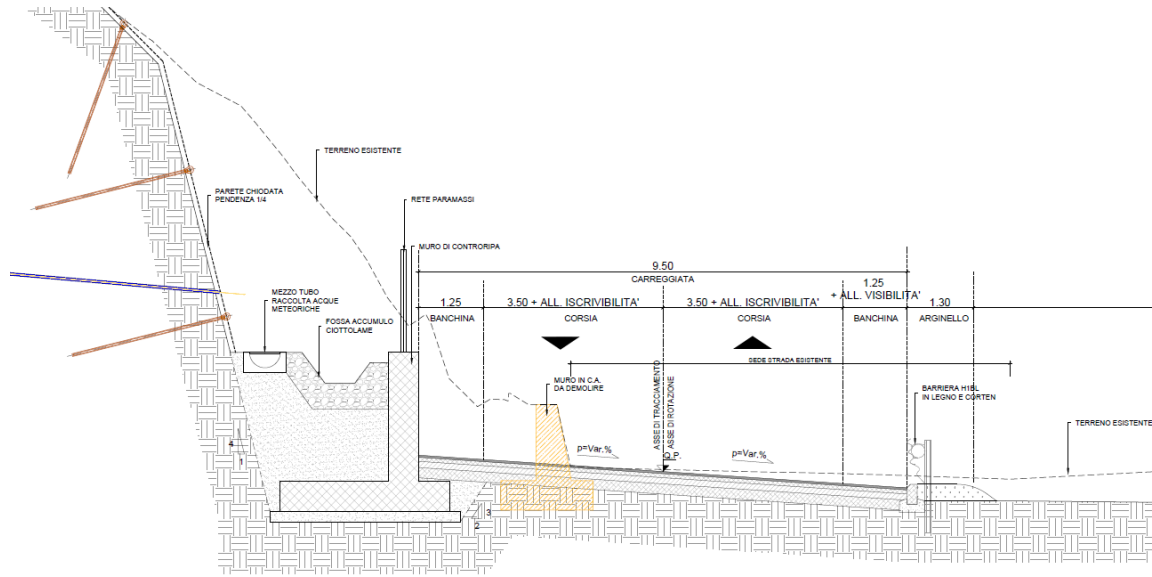 TERRENO ESISTENTE
PARETE CHIODATA
PENDENZA 1/4
RETE PARAMASSI
MURO DI CONTRORIPA
9.50
CARREGGIATA
1.25
3.50 + ALL. ISCRIVIBILITA'
3.50 + ALL. ISCRIVIBILITA'
1.25
+ ALL. VISIBILITA'
1.30
BANCHINA
CORSIA
CORSIA
BANCHINA
ARGINELLO
MEZZO TUBO
RACCOLTA ACQUE
METEORICHE
FOSSA ACCUMULO
CIOTTOLAME
SEDE STRADA ESISTENTE
MURO IN C.A.
DA DEMOLIRE
ASSE DI TRACCIAMENTO
ASSE DI ROTAZIONE
BARRIERA H1BL
IN LEGNO E CORTEN
TERRENO ESISTENTE
p=Var.%
Q.P.
p=Var.%
4
1
3
2